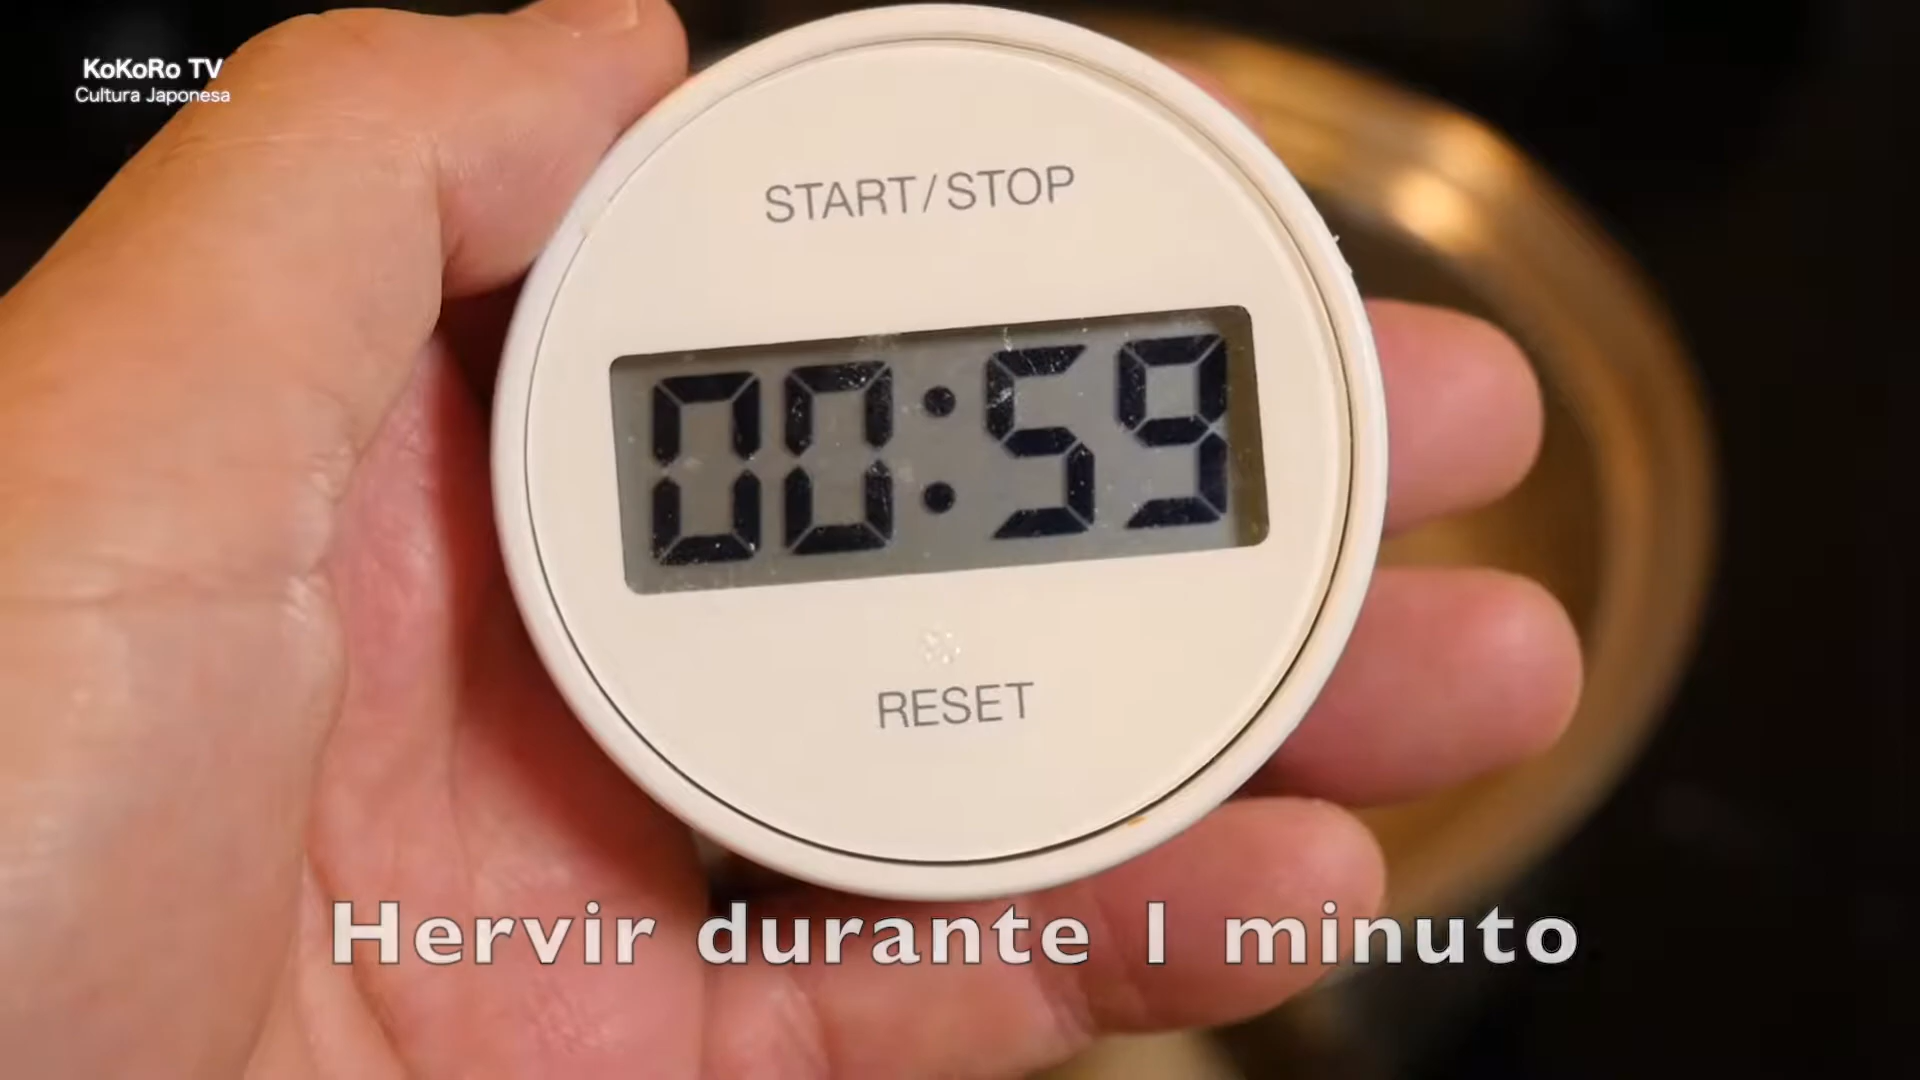 KoKoRo TV
Cultura Japonesa
START/STOP
00:59
RESET
Hervir durante 1 minuto